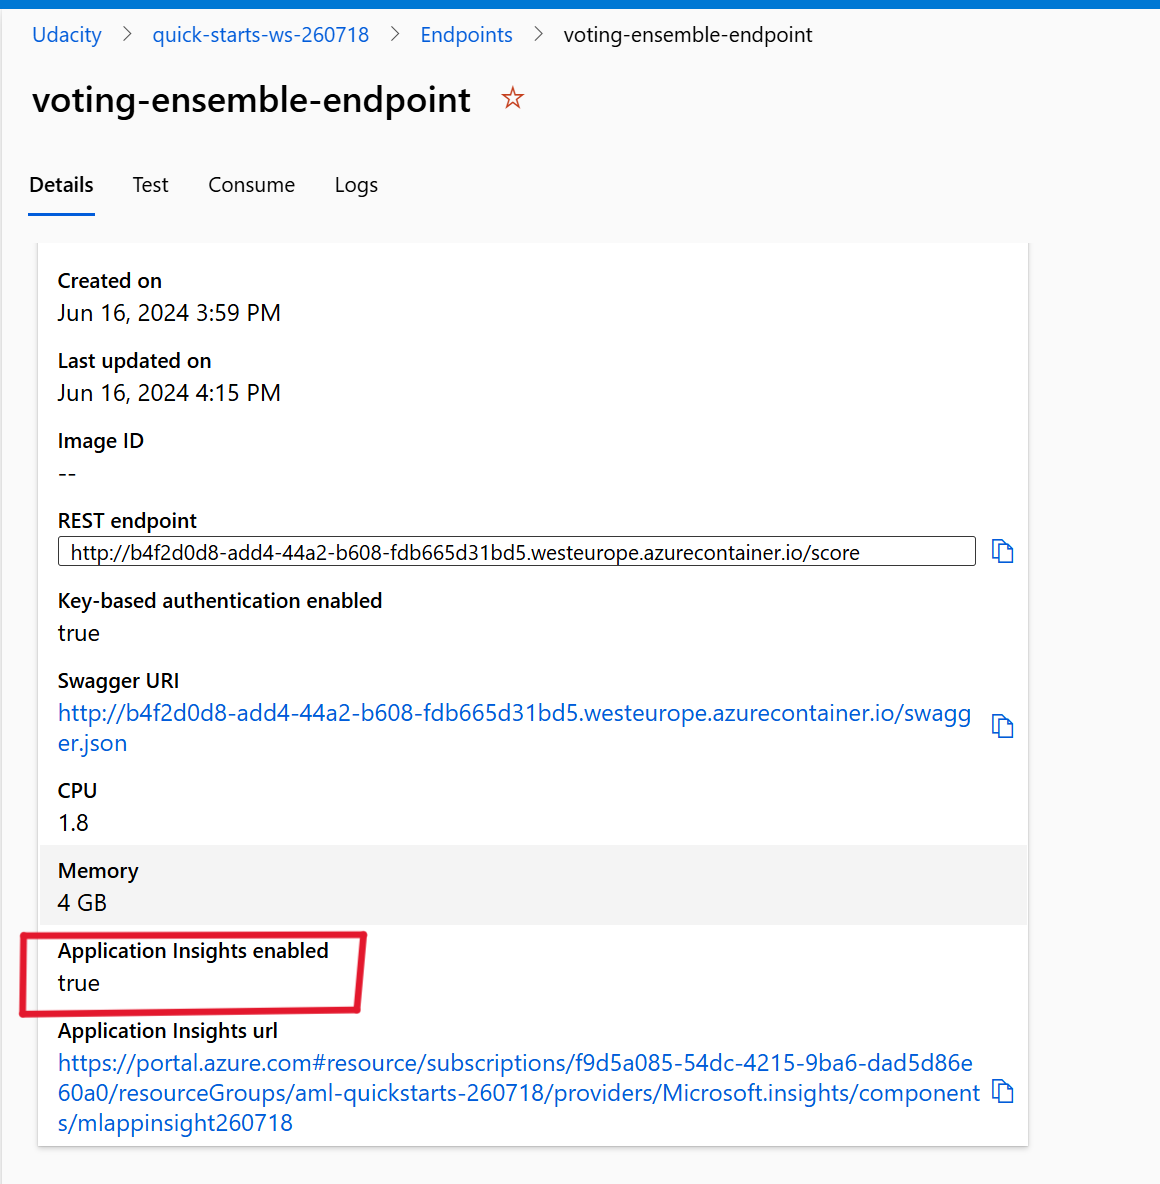 Udacity > quick-starts-ws-260718 > Endpoints > voting-ensemble-endpoint
voting-ensemble-endpoint
Details Test Consume Logs
Created on
Jun 16, 2024 3:59 PM
Last updated on
Jun 16, 2024 4:15 PM
Image ID
--
REST endpoint
http://b4f2d0d8-add4-44a2-b608-fdb665d31bd5.westeurope.azurecontainer.io/score
Key-based authentication enabled
true
Swagger URI
http://b4f2d0d8-add4-44a2-b608-fdb665d31bd5.westeurope.azurecontainer.io/swagg
er.json
CPU
1.8
Memory
4 GB
Application Insights enabled
true
Application Insights url
https://portal.azure.com#resource/subscriptions/f9d5a085-54dc-4215-9ba6-dad5d86e
60a0/resourceGroups/aml-quickstarts-260718/providers/Microsoft.insights/component
s/mlappinsight260718